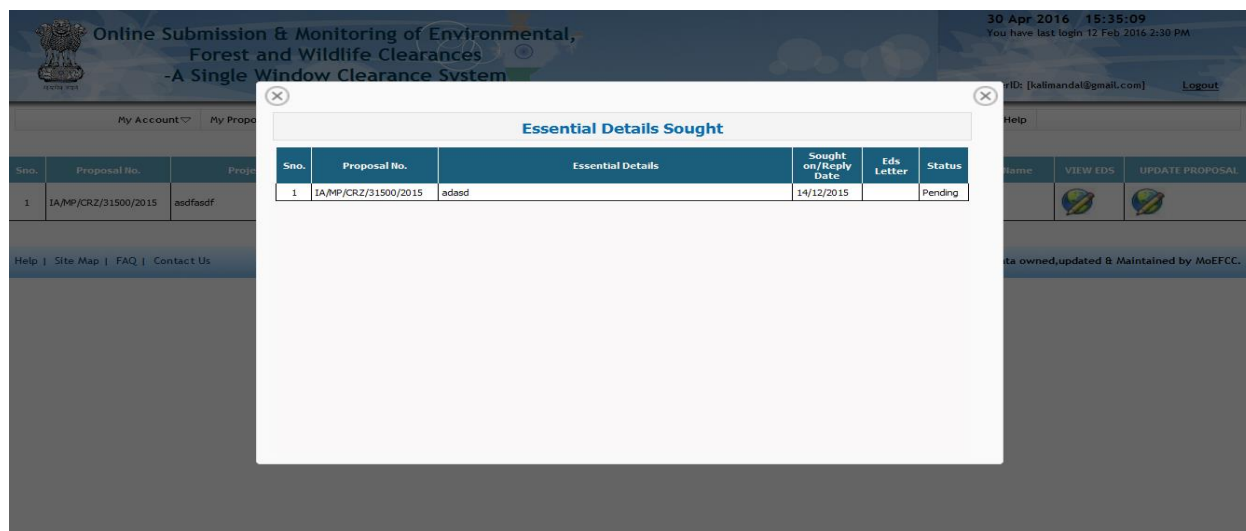 30 Apr 2016 15:35:09
Online Submission & Monitoring of Environmental,
You have last login 12 Feb 2016 2:30 PM
Forest and Wildlife Clearances
-A Single Window Clearance System
rID: [kalimandal@gmail.com] Logout
My Account My Propo Help
Essential Details Sought
Sno. Proposal No. Essential Details Sought on/Reply Date Eds Letter Status
1 IA/MP/CRZ/31500/2015 adasd 14/12/2015 Pending
Sno. Proposal No. Proje Name VIEW EDS UPDATE PROPOSAL
1 IA/MP/CRZ/31500/2015 asdfasdf
Help | Site Map | FAQ | Contact Us
ta owned,updated & Maintained by MoEFCC.